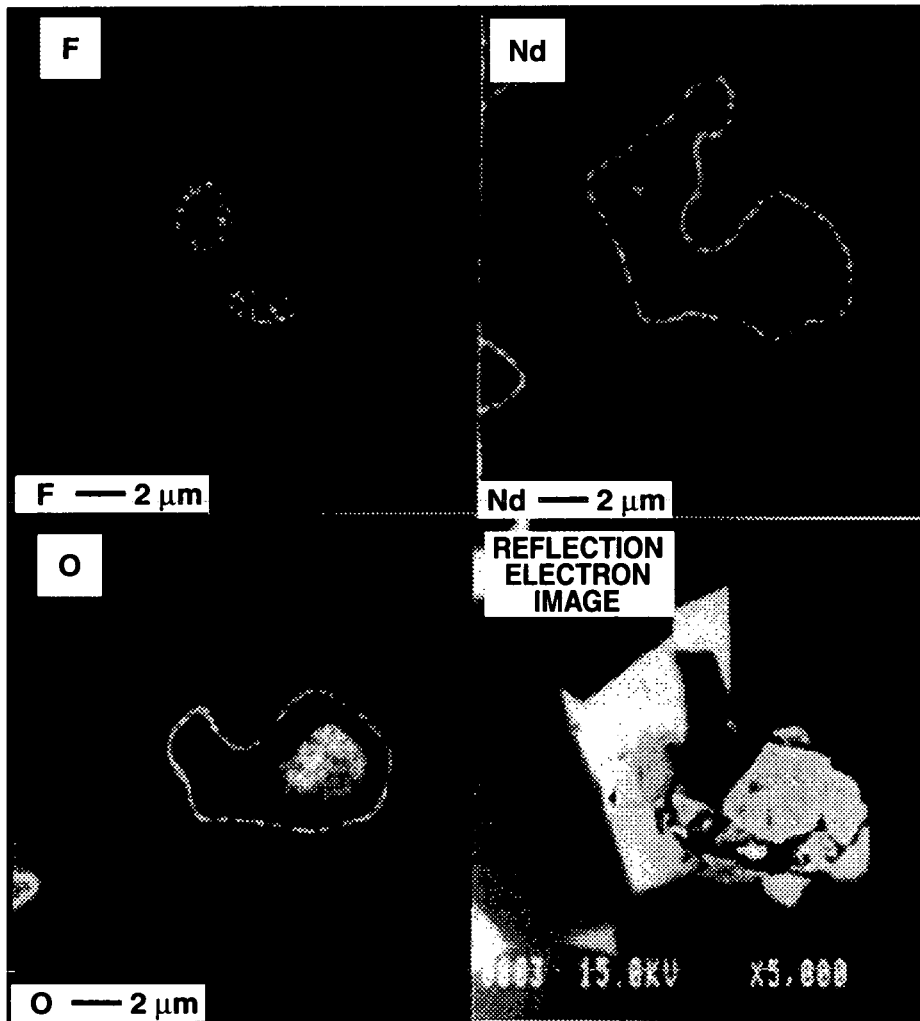 F
Nd
F 2 μm
Nd 2 μm
O
REFLECTION
ELECTRON
IMAGE
O 2 μm
15.0KV X5,000